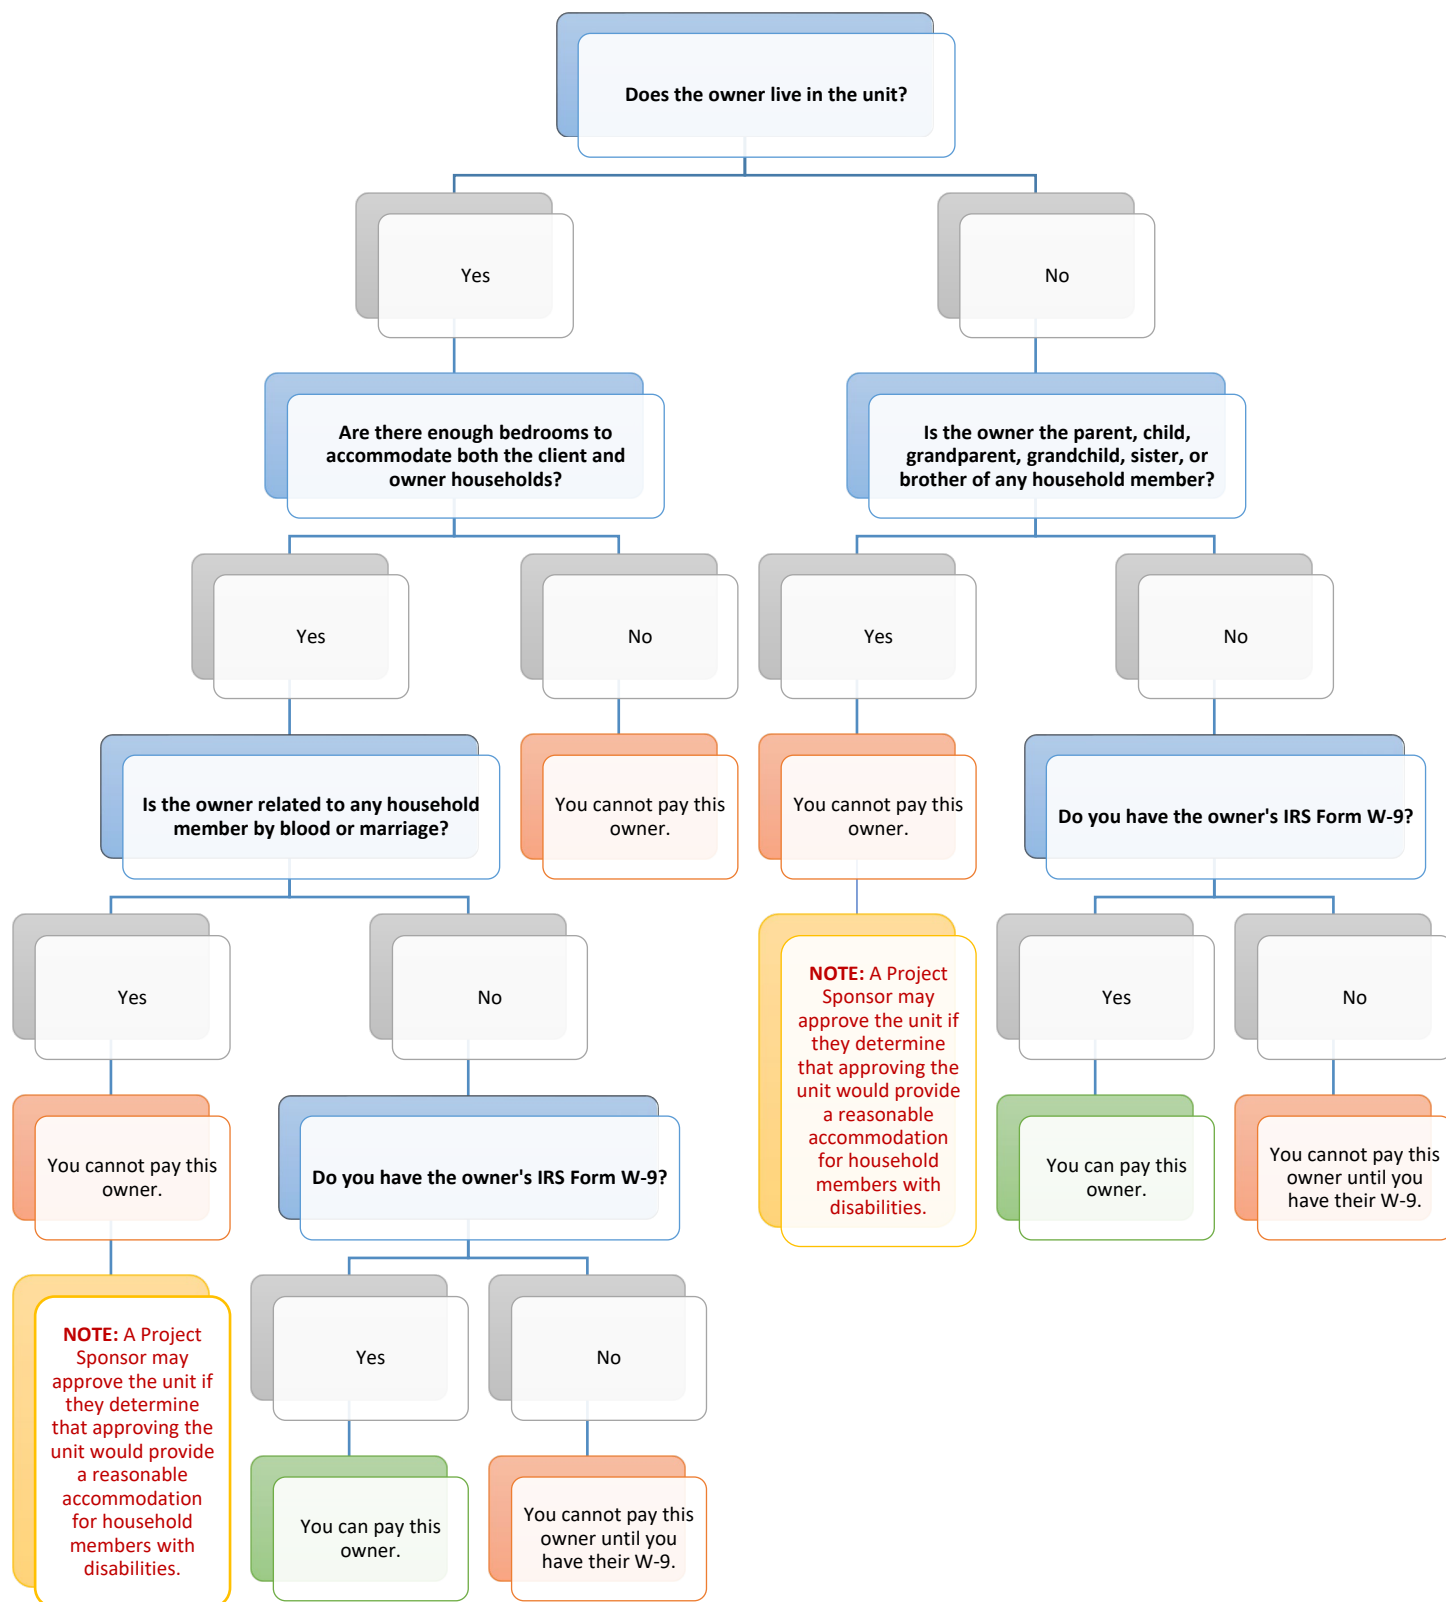 Does the owner live in the unit?
Yes
No
Are there enough bedrooms to
accommodate both the client and
owner households?
Is the owner the parent, child,
grandparent, grandchild, sister, or
brother of any household member?
Yes
No
Yes
No
Is the owner related to any household
member by blood or marriage?
You cannot pay this
owner.
You cannot pay this
owner.
Do you have the owner's IRS Form W-9?
Yes
No
NOTE: A Project
Sponsor may
approve the unit if
they determine
that approving the
unit would provide
a reasonable
accommodation
for household
members with
disabilities.
Yes
No
You cannot pay this
owner.
Do you have the owner's IRS Form W-9?
You can pay this
owner.
You cannot pay this
owner until you
have their W-9.
NOTE: A Project
Sponsor may
approve the unit if
they determine
that approving the
unit would provide
a reasonable
accommodation
for household
members with
disabilities.
Yes
No
You can pay this
owner.
You cannot pay this
owner until you
have their W-9.